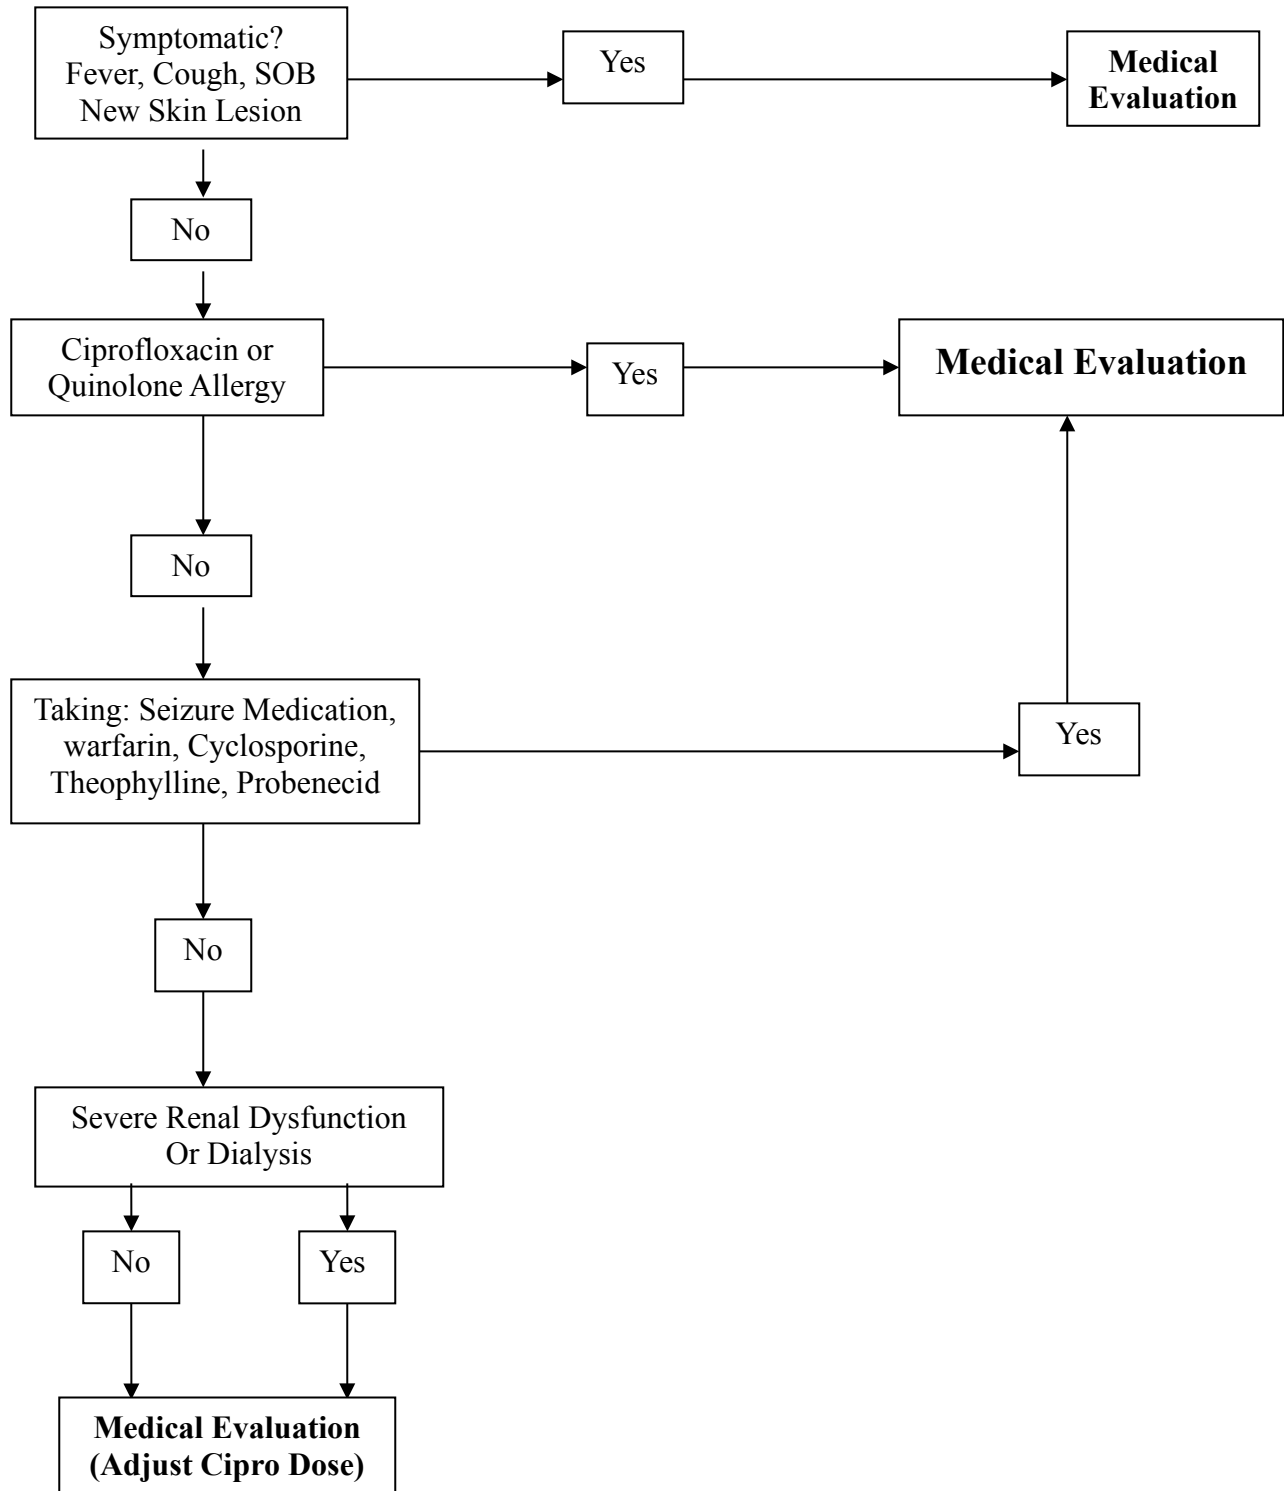 Symptomatic?
Fever, Cough, SOB
New Skin Lesion
Yes
Medical
Evaluation
No
Ciprofloxacin or
Quinolone Allergy
Yes
Medical Evaluation
No
Taking: Seizure Medication,
warfarin, Cyclosporine,
Theophylline, Probenecid
Yes
No
Severe Renal Dysfunction
Or Dialysis
No
Yes
Medical Evaluation
(Adjust Cipro Dose)